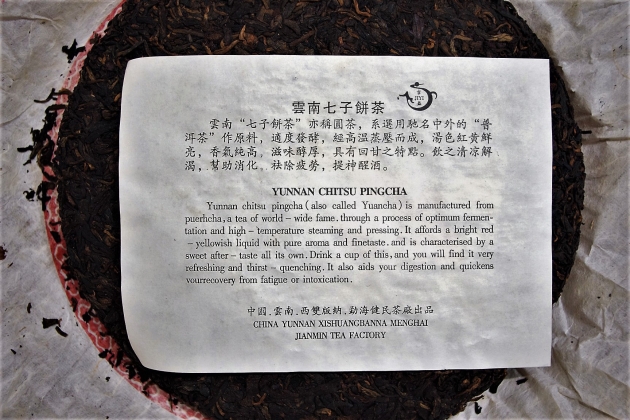 雲南七子餅茶
雲南“七子餅茶”亦稱圓茶，系選用馳名中外的“普
洱茶”作原料，適度發酵，經高温蒸壓而成，湯色紅黄鮮
亮，香氣純高，滋味醇厚，具有回甘之特點。飲之清凉解
渴，幫助消化，祛除疲勞，提神醒酒。
YUNNAN CHITSU PINGCHA
Yunnan chitsu pingcha (also called Yuancha) is manufactured from
puerhcha, a tea of world – wide fame. through a process of optimum fermen-
tation and high – temperature steaming and pressing. It affords a bright red
– yellowish liquid with pure aroma and finetaste. and is characterised by a
sweet after – taste all its own. Drink a cup of this, and you will find it very
refreshing and thirst – quenching. It also aids your digestion and quickens
yourrecovery from fatigue or intoxication.
中國．雲南．西雙版納．勐海健民茶廠出品
CHINA YUNNAN XISHUANGBANNA MENGHAI
JIANMIN TEA FACTORY